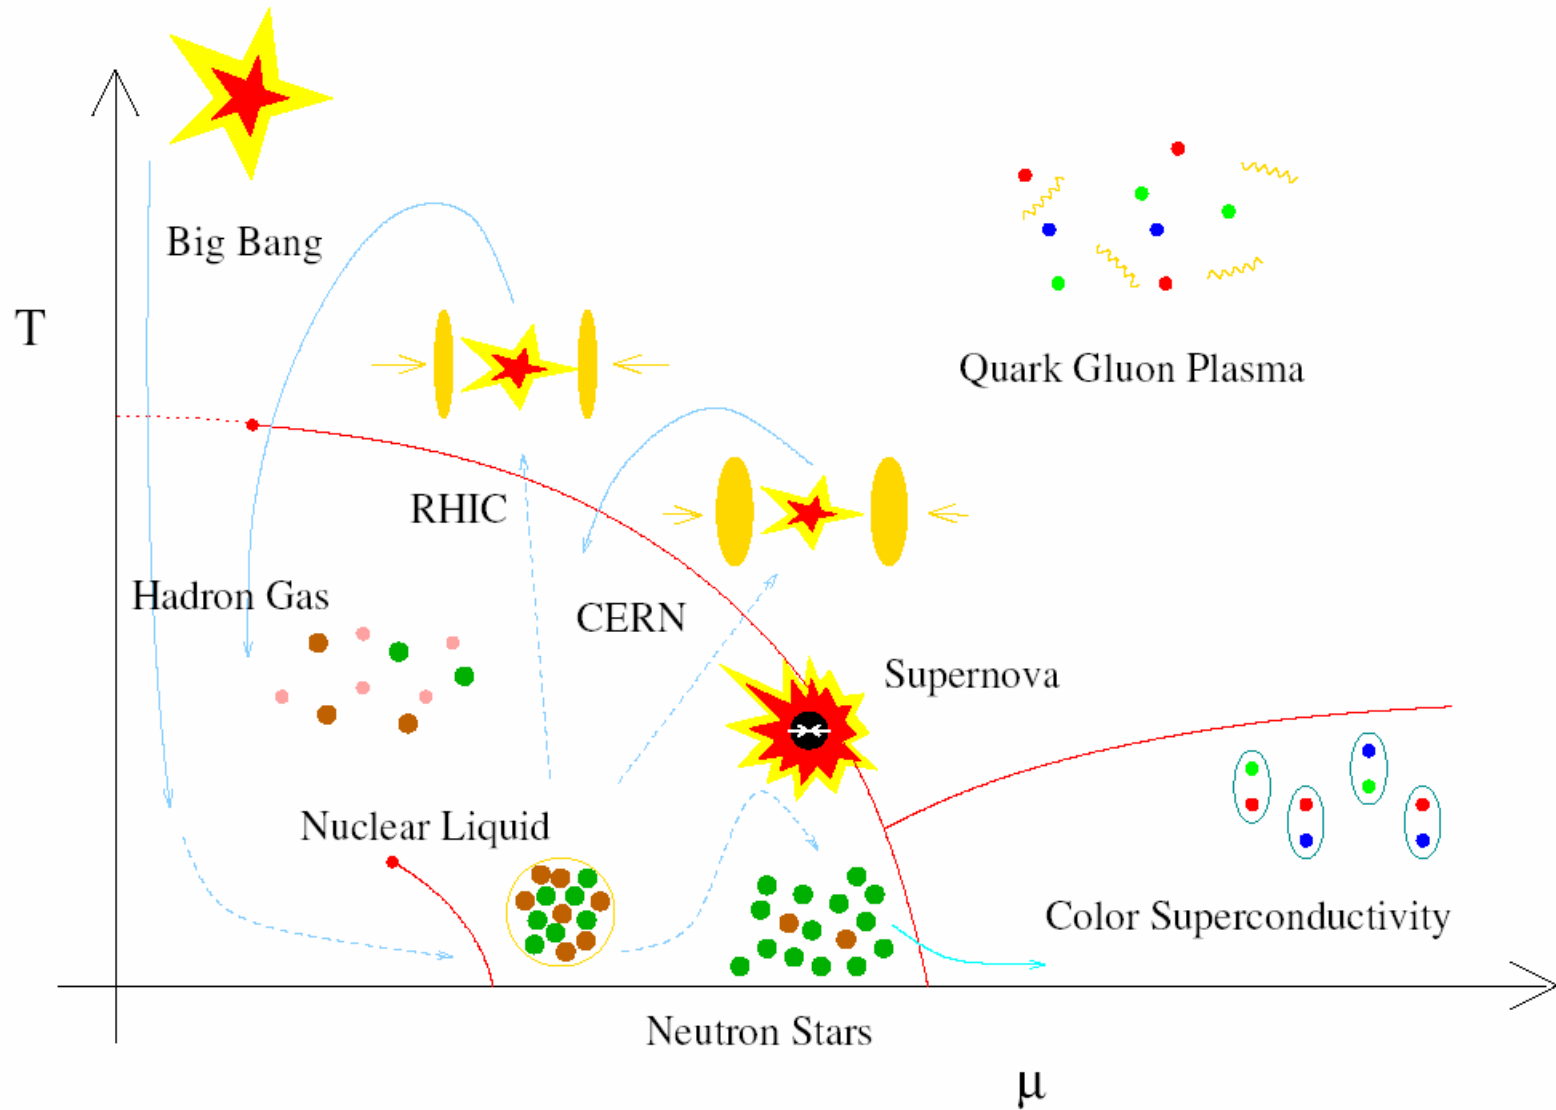 Big Bang
T
Quark Gluon Plasma
RHIC
Hadron Gas
CERN
Supernova
Nuclear Liquid
Color Superconductivity
Neutron Stars
μ